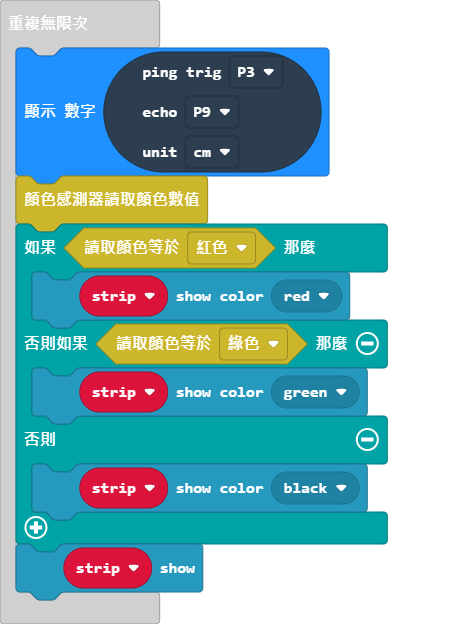 重複無限次
ping trig P3
顯示 數字 echo P9
unit cm
顏色感測器讀取顏色數值
如果 讀取顏色等於 紅色 那麼
strip show color red
否則如果 讀取顏色等於 綠色 那麼
strip show color green
否則
strip show color black
strip show